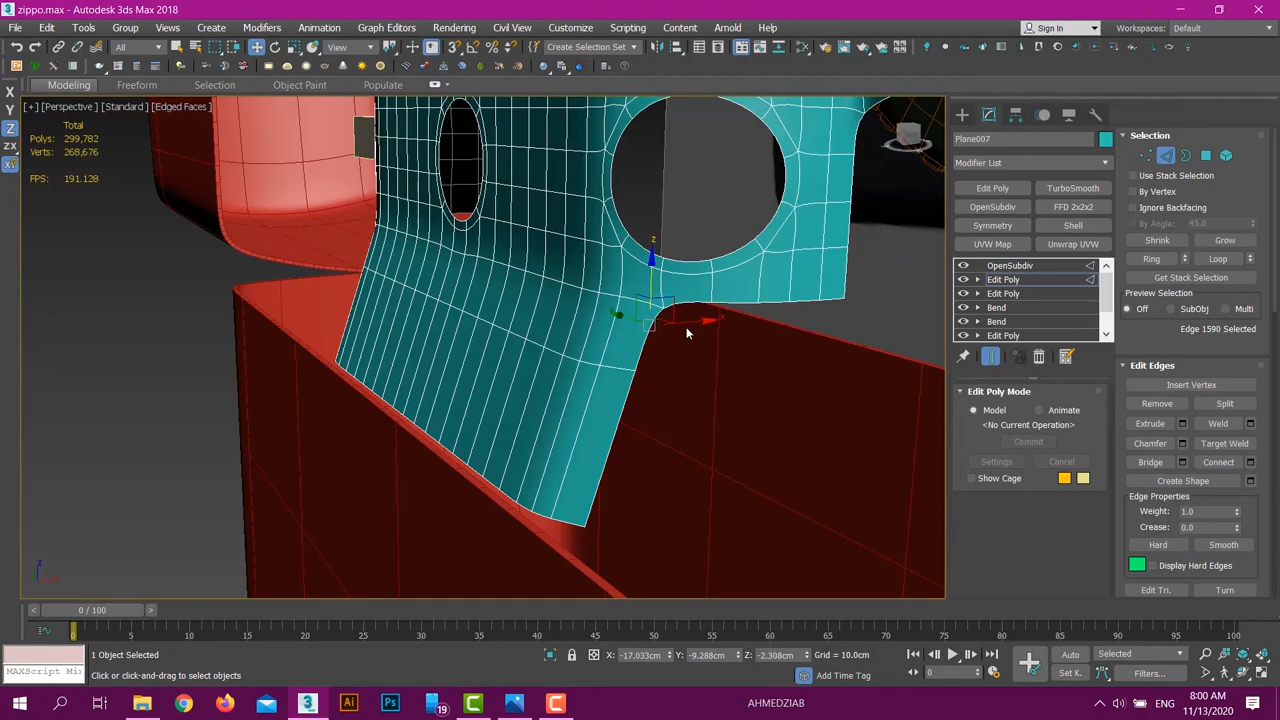 zippo.max - Autodesk 3ds Max 2018
File Edit Tools Group Views Create Modifiers Animation Graph Editors Rendering Civil View Customize Scripting Content Arnold Help Sign In Workspaces: Default
All View Create Selection Set
Modeling Freeform Selection Object Paint Populate
X
Y
Z
ZX
[+] [Perspective] [Standard] [Edged Faces]
Total
Polys: 299,782
Verts: 268,676
FPS: 191.128
z
Plane007
Modifier List
Edit Poly TurboSmooth
OpenSubdiv FFD 2x2x2
Symmetry Shell
UVW Map Unwrap UVW
OpenSubdiv
Edit Poly
Edit Poly
Bend
Bend
Edit Poly
Edit Poly Mode
Model Animate
<No Current Operation>
Commit
Settings Cancel
Show Cage
Selection
Use Stack Selection
By Vertex
Ignore Backfacing
By Angle: 45.0
Shrink Grow
Ring Loop
Get Stack Selection
Preview Selection
Off SubObj Multi
Edge 1590 Selected
Edit Edges
Insert Vertex
Remove Split
Extrude Weld
Chamfer Target Weld
Bridge Connect
Create Shape
Edge Properties
Weight: 1.0
Crease: 0.0
Hard Smooth
Display Hard Edges
Edit Tri. Turn
< 0 / 100 >
0 5 10 15 20 25 30 35 40 45 50 55 60 65 70 75 80 85 90 95 100
1 Object Selected X: -17.033cm Y: -9.288cm Z: -2.308cm Grid = 10.0cm Auto Selected
MAXScript Mi: Click or click-and-drag to select objects Add Time Tag Set K. Filters... 0
19 AHMEDZIAB ENG 8:00 AM
11/13/2020